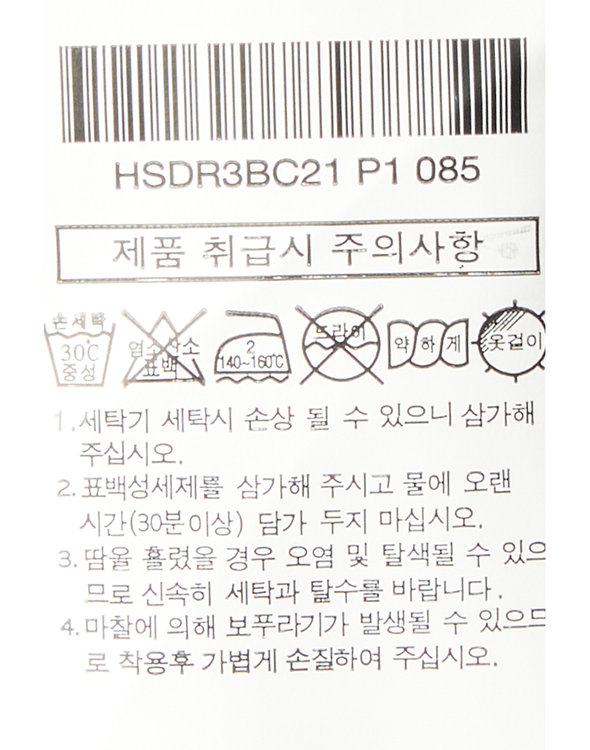 HSDR3BC21 P1 085
제품 취급시 주의사항
손세탁 30℃ 중성
염소산소 표백
2 140~160℃
드라이
약하게
옷걸이
1. 세탁기 세탁시 손상 될 수 있으니 삼가해
주십시오.
2. 표백성세제를 삼가해 주시고 물에 오랜
시간(30분이상) 담가 두지 마십시오.
3. 땀을 흘렸을 경우 오염 및 탈색될 수 있으
므로 신속히 세탁과 탈수를 바랍니다.
4. 마찰에 의해 보푸라기가 발생될 수 있으므
로 착용후 가볍게 손질하여 주십시오.